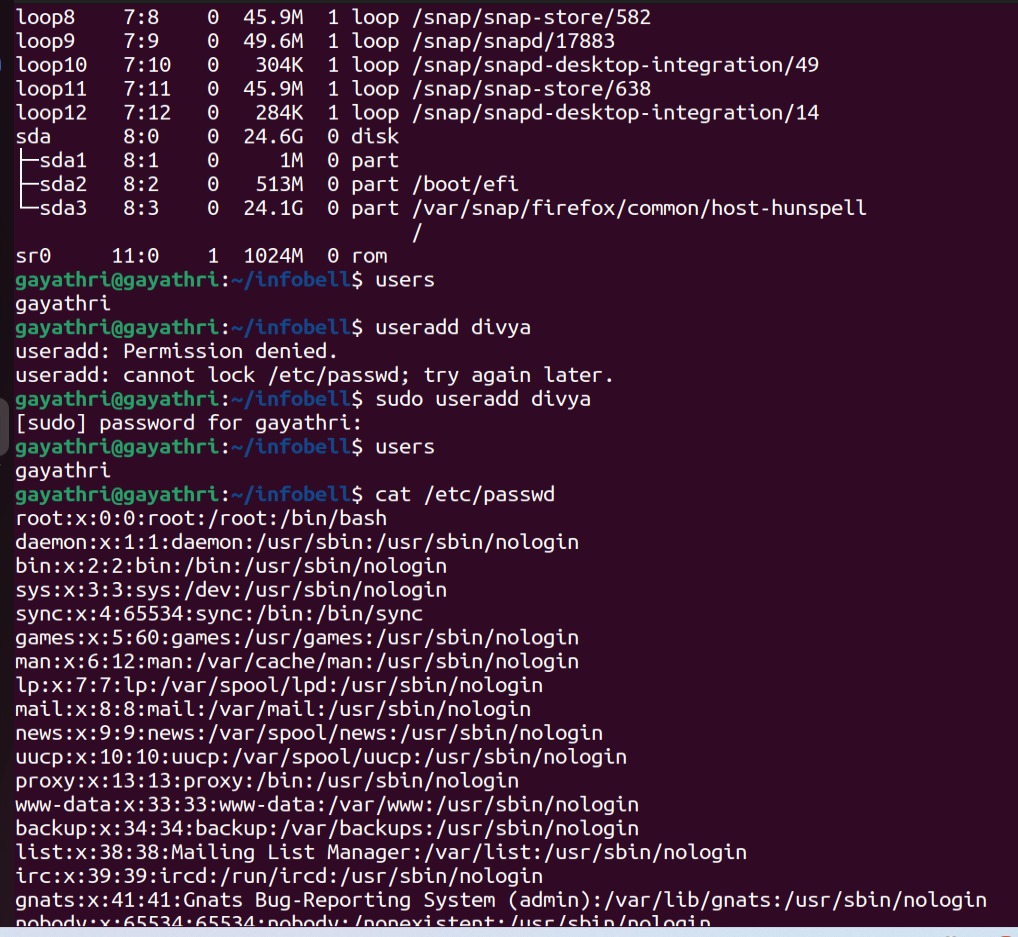 loop8    7:8    0  45.9M  1 loop /snap/snap-store/582
loop9    7:9    0  49.6M  1 loop /snap/snapd/17883
loop10   7:10   0   304K  1 loop /snap/snapd-desktop-integration/49
loop11   7:11   0  45.9M  1 loop /snap/snap-store/638
loop12   7:12   0   284K  1 loop /snap/snapd-desktop-integration/14
sda      8:0    0  24.6G  0 disk
├─sda1   8:1    0     1M  0 part
├─sda2   8:2    0   513M  0 part /boot/efi
└─sda3   8:3    0  24.1G  0 part /var/snap/firefox/common/host-hunspell
                                 /
sr0     11:0    1  1024M  0 rom
gayathri@gayathri:~/infobell$ users
gayathri
gayathri@gayathri:~/infobell$ useradd divya
useradd: Permission denied.
useradd: cannot lock /etc/passwd; try again later.
gayathri@gayathri:~/infobell$ sudo useradd divya
[sudo] password for gayathri:
gayathri@gayathri:~/infobell$ users
gayathri
gayathri@gayathri:~/infobell$ cat /etc/passwd
root:x:0:0:root:/root:/bin/bash
daemon:x:1:1:daemon:/usr/sbin:/usr/sbin/nologin
bin:x:2:2:bin:/bin:/usr/sbin/nologin
sys:x:3:3:sys:/dev:/usr/sbin/nologin
sync:x:4:65534:sync:/bin:/bin/sync
games:x:5:60:games:/usr/games:/usr/sbin/nologin
man:x:6:12:man:/var/cache/man:/usr/sbin/nologin
lp:x:7:7:lp:/var/spool/lpd:/usr/sbin/nologin
mail:x:8:8:mail:/var/mail:/usr/sbin/nologin
news:x:9:9:news:/var/spool/news:/usr/sbin/nologin
uucp:x:10:10:uucp:/var/spool/uucp:/usr/sbin/nologin
proxy:x:13:13:proxy:/bin:/usr/sbin/nologin
www-data:x:33:33:www-data:/var/www:/usr/sbin/nologin
backup:x:34:34:backup:/var/backups:/usr/sbin/nologin
list:x:38:38:Mailing List Manager:/var/list:/usr/sbin/nologin
irc:x:39:39:ircd:/run/ircd:/usr/sbin/nologin
gnats:x:41:41:Gnats Bug-Reporting System (admin):/var/lib/gnats:/usr/sbin/nologin
nobody:x:65534:65534:nobody:/nonexistent:/usr/sbin/nologin